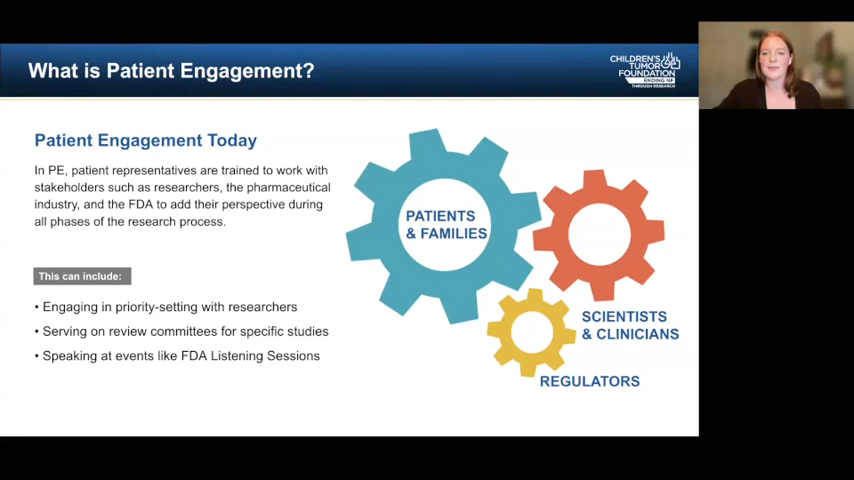 What is Patient Engagement?
CHILDREN'S
TUMOR
FOUNDATION
ENDING NF
THROUGH RESEARCH
Patient Engagement Today
In PE, patient representatives are trained to work with
stakeholders such as researchers, the pharmaceutical
industry, and the FDA to add their perspective during
all phases of the research process.
This can include:
• Engaging in priority-setting with researchers
• Serving on review committees for specific studies
• Speaking at events like FDA Listening Sessions
PATIENTS
& FAMILIES
SCIENTISTS
& CLINICIANS
REGULATORS